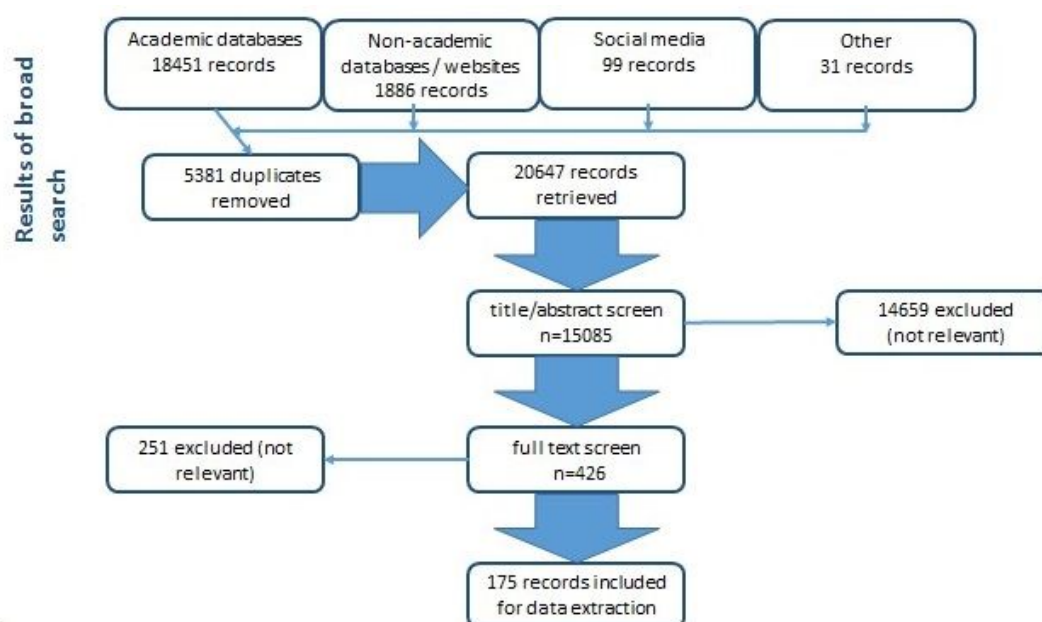 Results of broad
search
Academic databases
18451 records
Non-academic
databases / websites
1886 records
Social media
99 records
Other
31 records
5381 duplicates
removed
20647 records
retrieved
title/abstract screen
n=15085
14659 excluded
(not relevant)
251 excluded (not
relevant)
full text screen
n=426
175 records included
for data extraction